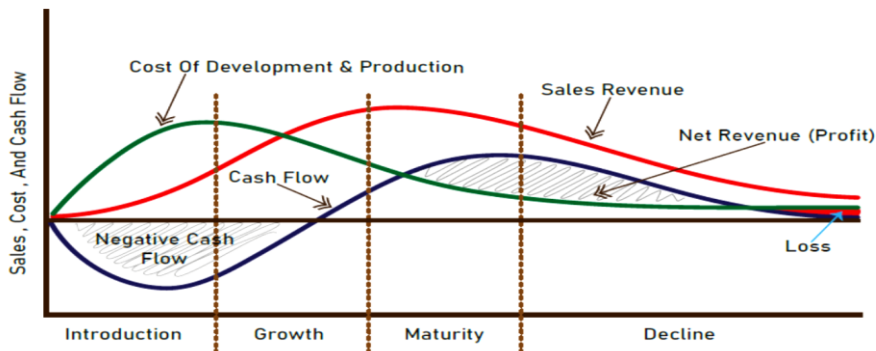 Sales , Cost , And Cash Flow
Cost Of Development & Production
Sales Revenue
Net Revenue (Profit)
Cash Flow
Negative Cash
Flow
Loss
Introduction
Growth
Maturity
Decline